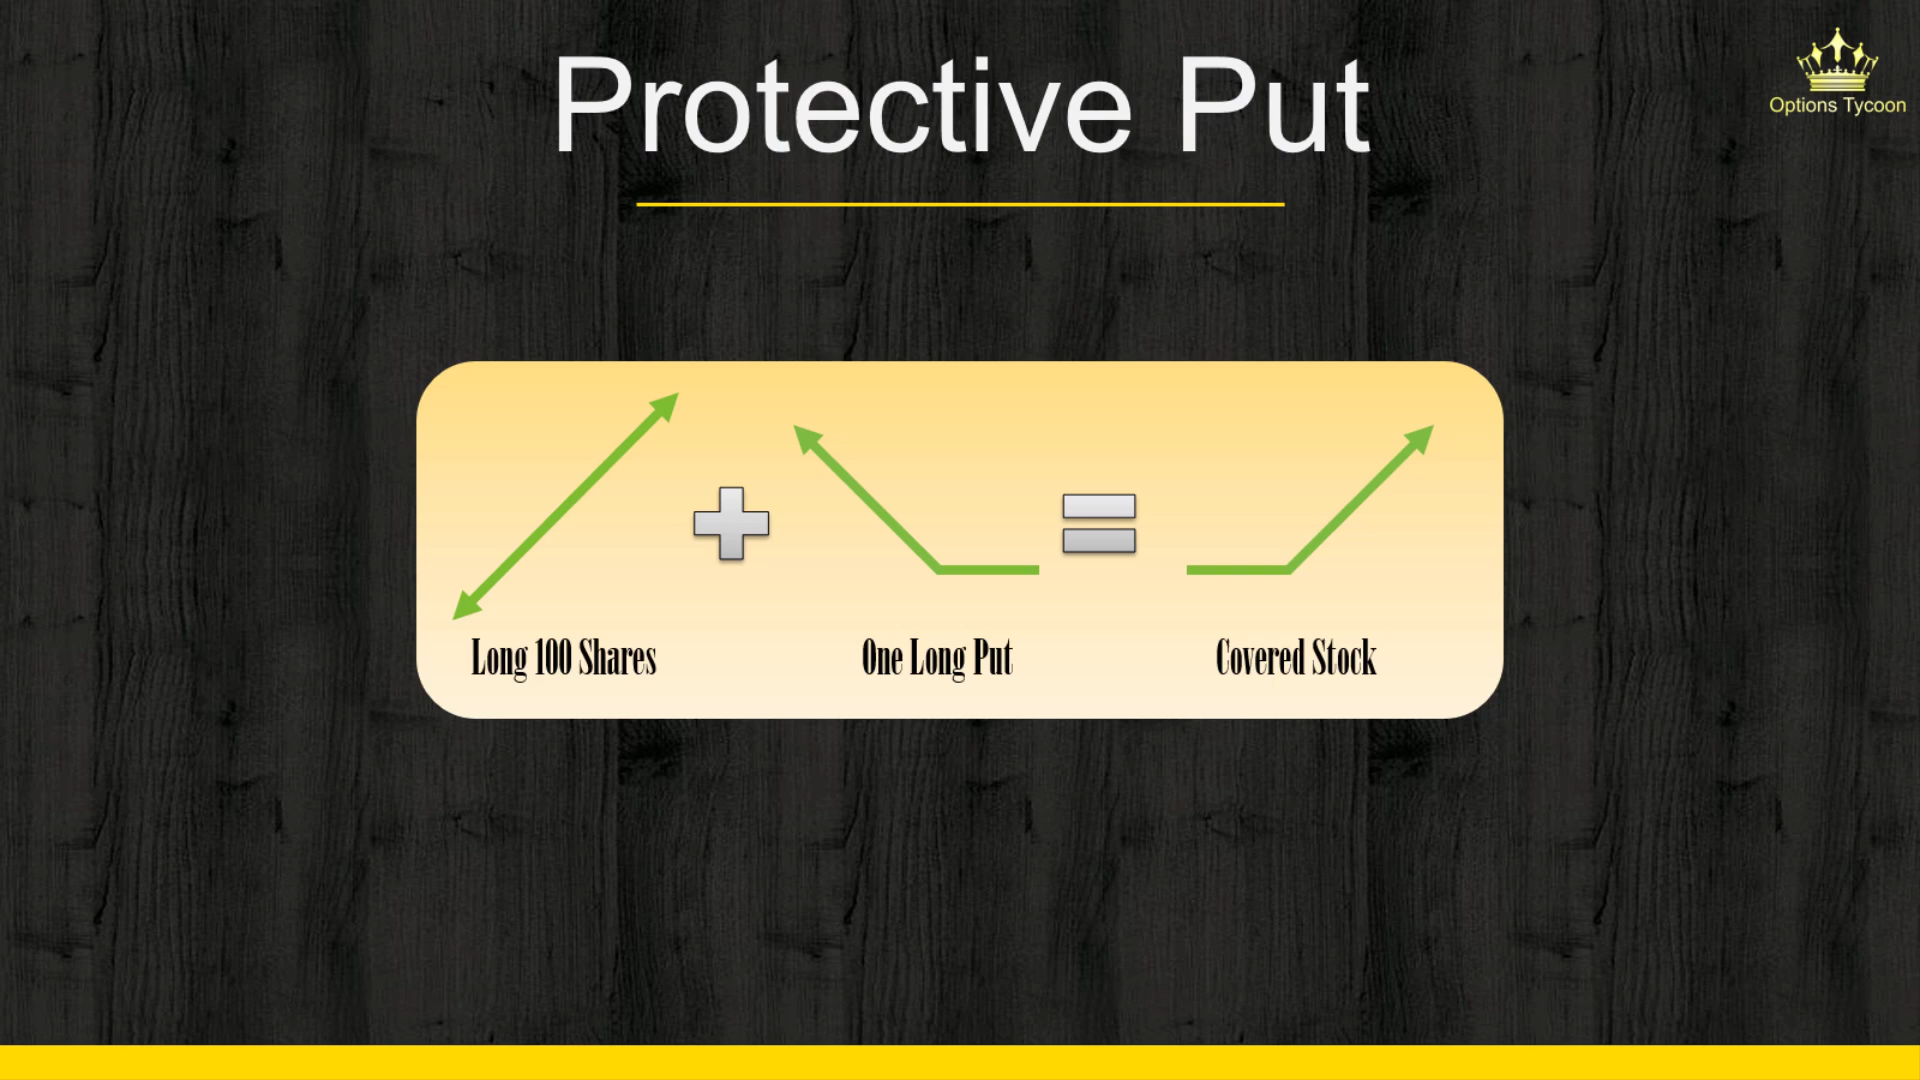 Protective Put
Options Tycoon
Long 100 Shares
One Long Put
Covered Stock